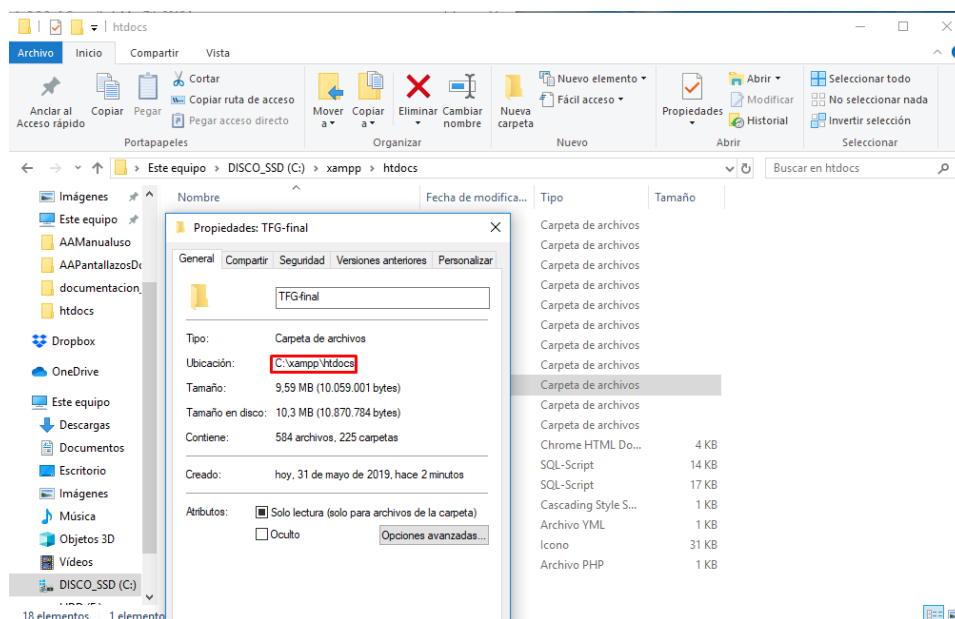 htdocs
Archivo Inicio Compartir Vista
Anclar al Acceso rápido
Copiar
Pegar
Cortar
Copiar ruta de acceso
Pegar acceso directo
Mover a
Copiar a
Eliminar
Cambiar nombre
Nueva carpeta
Nuevo elemento
Fácil acceso
Propiedades
Abrir
Modificar
Historial
Seleccionar todo
No seleccionar nada
Invertir selección
Portapapeles Organizar Nuevo Abrir Seleccionar
Este equipo > DISCO_SSD (C:) > xampp > htdocs
Buscar en htdocs
Imágenes
Este equipo
AAManualuso
documentacion_
htdocs
Dropbox
OneDrive
Este equipo
Descargas
Documentos
Escritorio
Imágenes
Música
Objetos 3D
Vídeos
DISCO_SSD (C:)
18 elementos 1 elemento
Nombre Fecha de modifica... Tipo Tamaño
Propiedades: TFG-final
General Compartir Seguridad Versiones anteriores Personalizar
TFG-final
Tipo: Carpeta de archivos
Ubicación: C:\xampp\htdocs
Tamaño: 9,59 MB (10.059.001 bytes)
Tamaño en disco: 10,3 MB (10.870.784 bytes)
Contiene: 584 archivos, 225 carpetas
Creado: hoy, 31 de mayo de 2019, hace 2 minutos
Atributos: Solo lectura (solo para archivos de la carpeta)
Oculto
Opciones avanzadas...
Carpeta de archivos
Carpeta de archivos
Carpeta de archivos
Carpeta de archivos
Carpeta de archivos
Carpeta de archivos
Carpeta de archivos
Carpeta de archivos
Carpeta de archivos
Carpeta de archivos
Carpeta de archivos
Chrome HTML Do... 4 KB
SQL-Script 14 KB
SQL-Script 17 KB
Cascading Style S... 1 KB
Archivo YML 1 KB
Icono 31 KB
Archivo PHP 1 KB